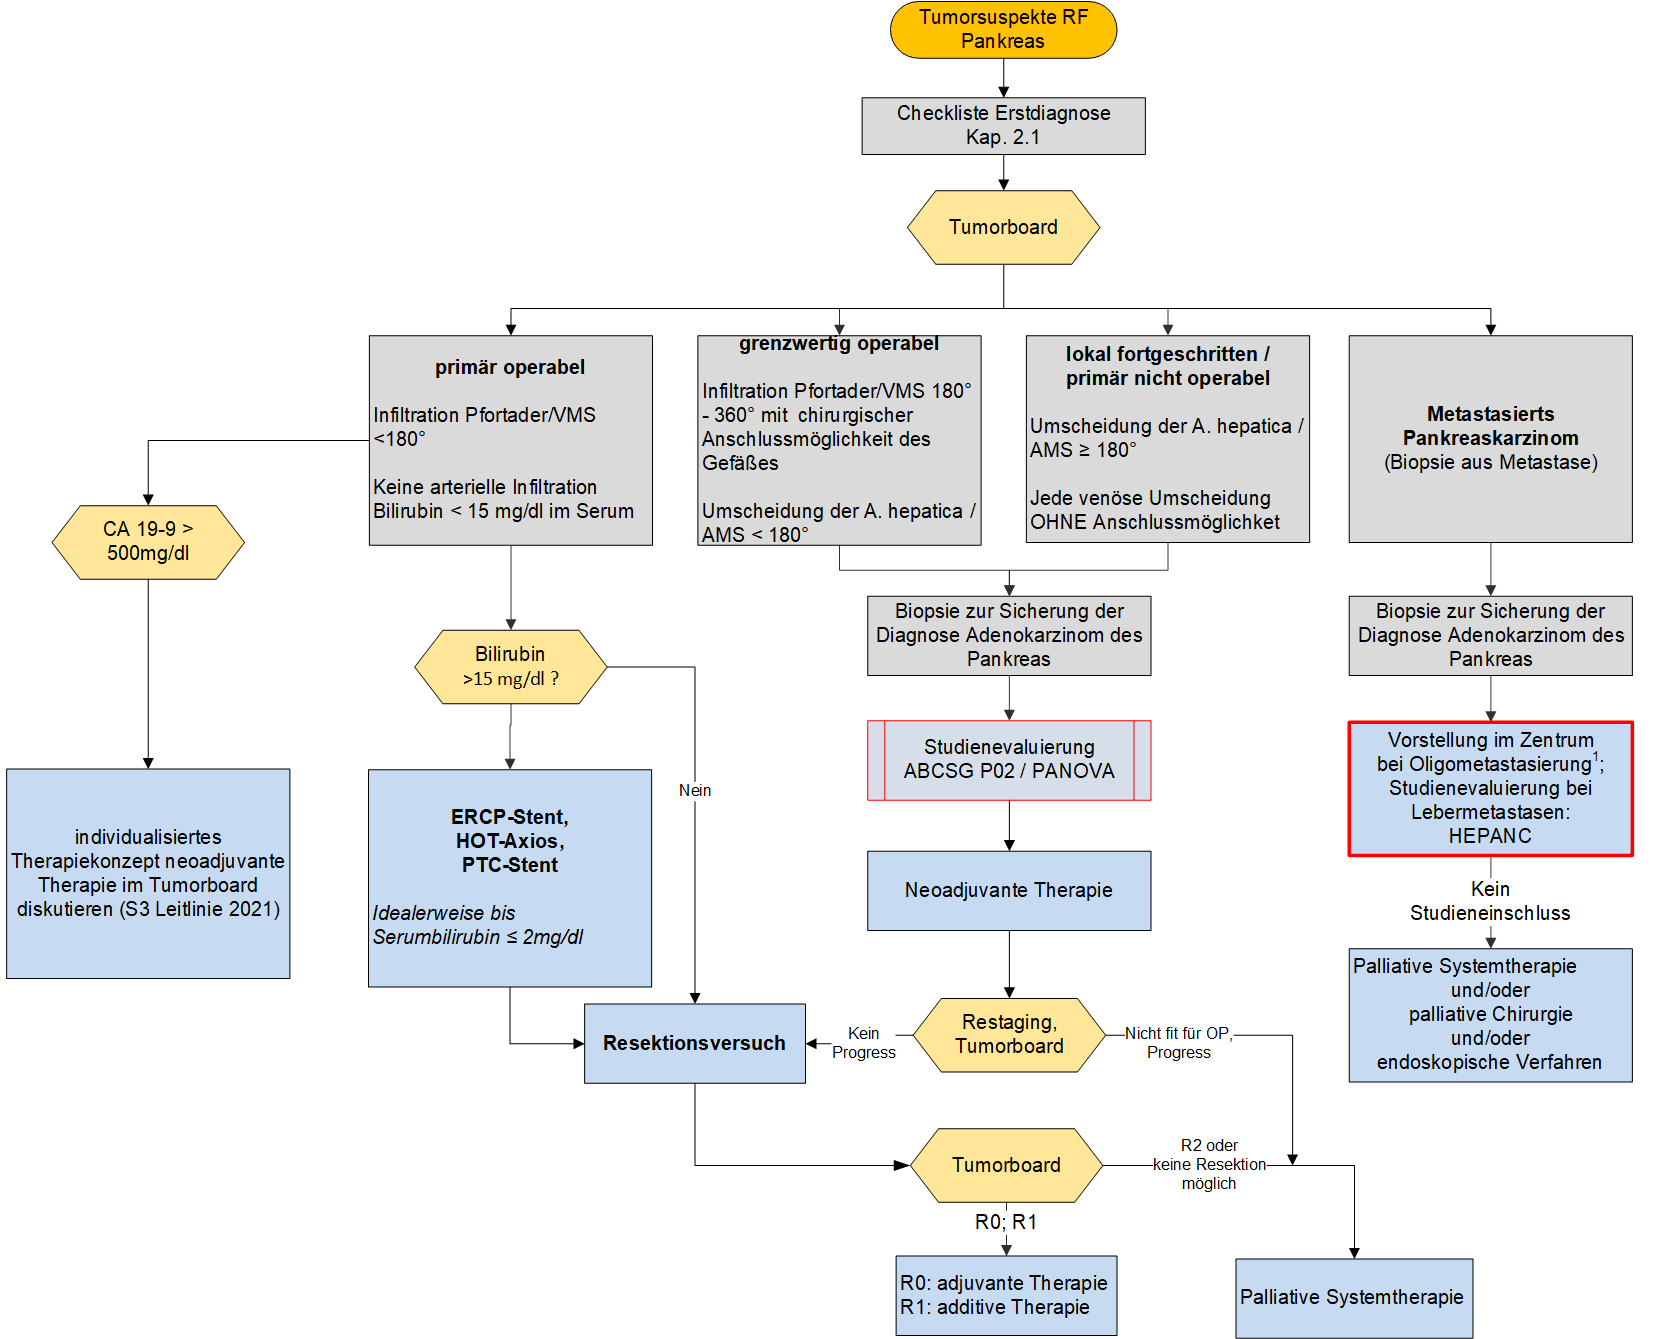 Tumorsuspekte RF
Pankreas
Checkliste Erstdiagnose
Kap. 2.1
Tumorboard
primär operabel
Infiltration Pfortader/VMS
<180°
Keine arterielle Infiltration
Bilirubin < 15 mg/dl im Serum
grenzwertig operabel
Infiltration Pfortader/VMS 180°
- 360° mit chirurgischer
Anschlussmöglichkeit des
Gefäßes
Umscheidung der A. hepatica /
AMS < 180°
lokal fortgeschritten /
primär nicht operabel
Umscheidung der A. hepatica /
AMS ≥ 180°
Jede venöse Umscheidung
OHNE Anschlussmöglichket
Metastasierts
Pankreaskarzinom
(Biopsie aus Metastase)
CA 19-9 >
500mg/dl
Bilirubin
>15 mg/dl ?
Biopsie zur Sicherung der
Diagnose Adenokarzinom des
Pankreas
Biopsie zur Sicherung der
Diagnose Adenokarzinom des
Pankreas
Studienevaluierung
ABCSG P02 / PANOVA
Vorstellung im Zentrum
bei Oligometastasierung1;
Studienevaluierung bei
Lebermetastasen:
HEPANC
individualisiertes
Therapiekonzept neoadjuvante
Therapie im Tumorboard
diskutieren (S3 Leitlinie 2021)
ERCP-Stent,
HOT-Axios,
PTC-Stent
Idealerweise bis
Serumbilirubin ≤ 2mg/dl
Nein
Neoadjuvante Therapie
Kein
Studieneinschluss
Palliative Systemtherapie
und/oder
palliative Chirurgie
und/oder
endoskopische Verfahren
Resektionsversuch
Kein
Progress
Restaging,
Tumorboard
Nicht fit für OP,
Progress
Tumorboard
R2 oder
keine Resektion
möglich
R0; R1
R0: adjuvante Therapie
R1: additive Therapie
Palliative Systemtherapie